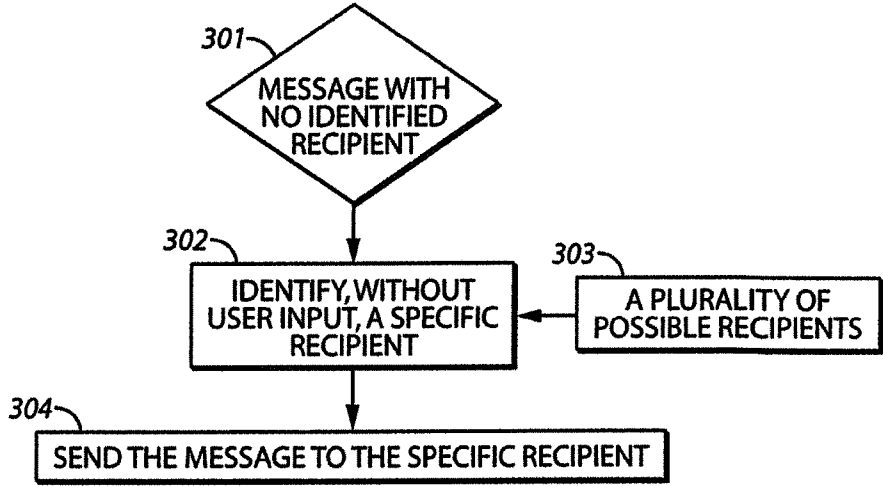 301
MESSAGE WITH
NO IDENTIFIED
RECIPIENT
302
IDENTIFY, WITHOUT
USER INPUT, A SPECIFIC
RECIPIENT
303
A PLURALITY OF
POSSIBLE RECIPIENTS
304
SEND THE MESSAGE TO THE SPECIFIC RECIPIENT